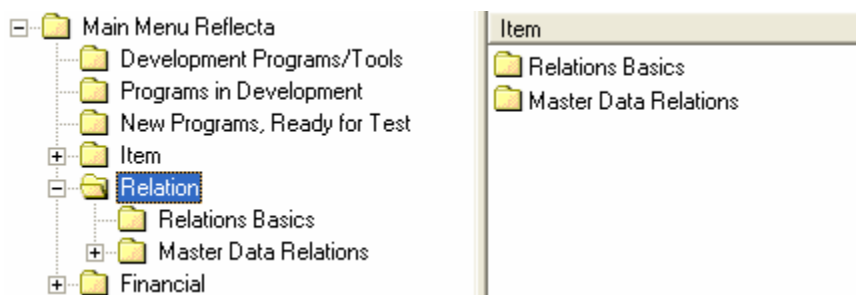 Main Menu Reflecta
Development Programs/Tools
Programs in Development
New Programs, Ready for Test
Item
Relation
Relations Basics
Master Data Relations
Financial
Item
Relations Basics
Master Data Relations